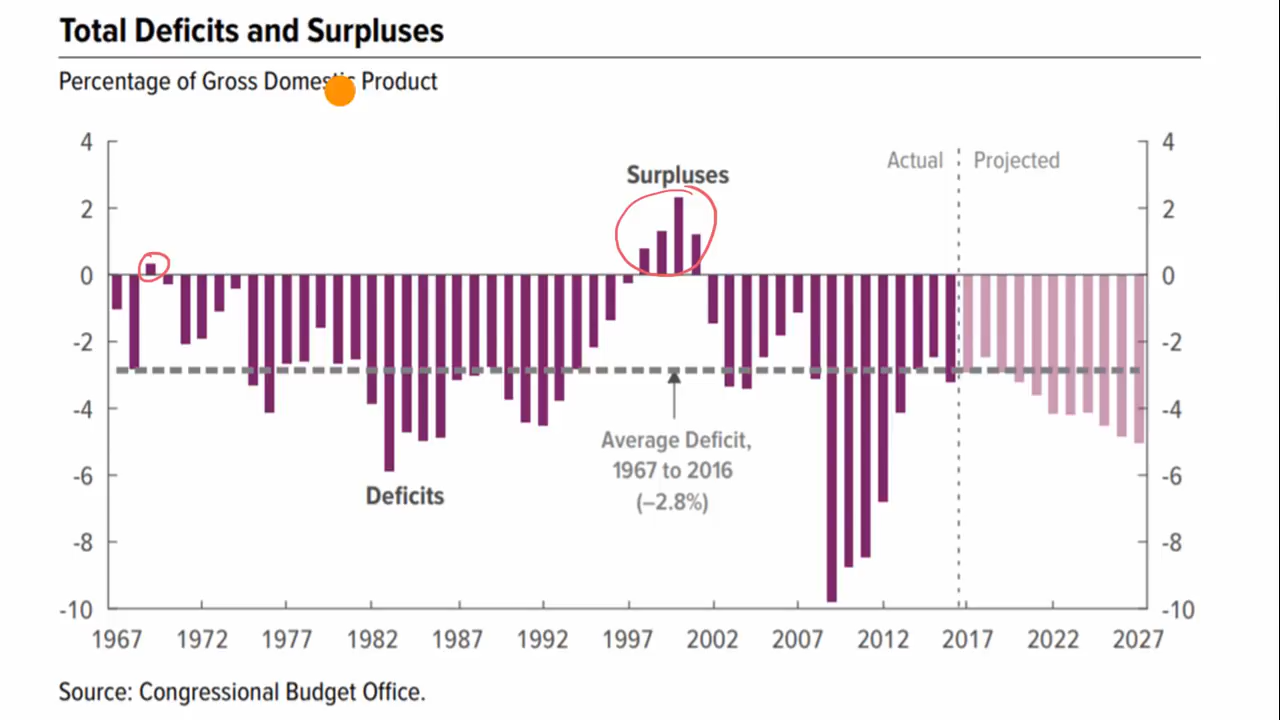 Total Deficits and Surpluses
Percentage of Gross Domestic Product
4
2
0
-2
-4
-6
-8
-10
Surpluses
Actual
Projected
Average Deficit,
1967 to 2016
(–2.8%)
Deficits
4
2
0
-2
-4
-6
-8
-10
1967 1972 1977 1982 1987 1992 1997 2002 2007 2012 2017 2022 2027
Source: Congressional Budget Office.